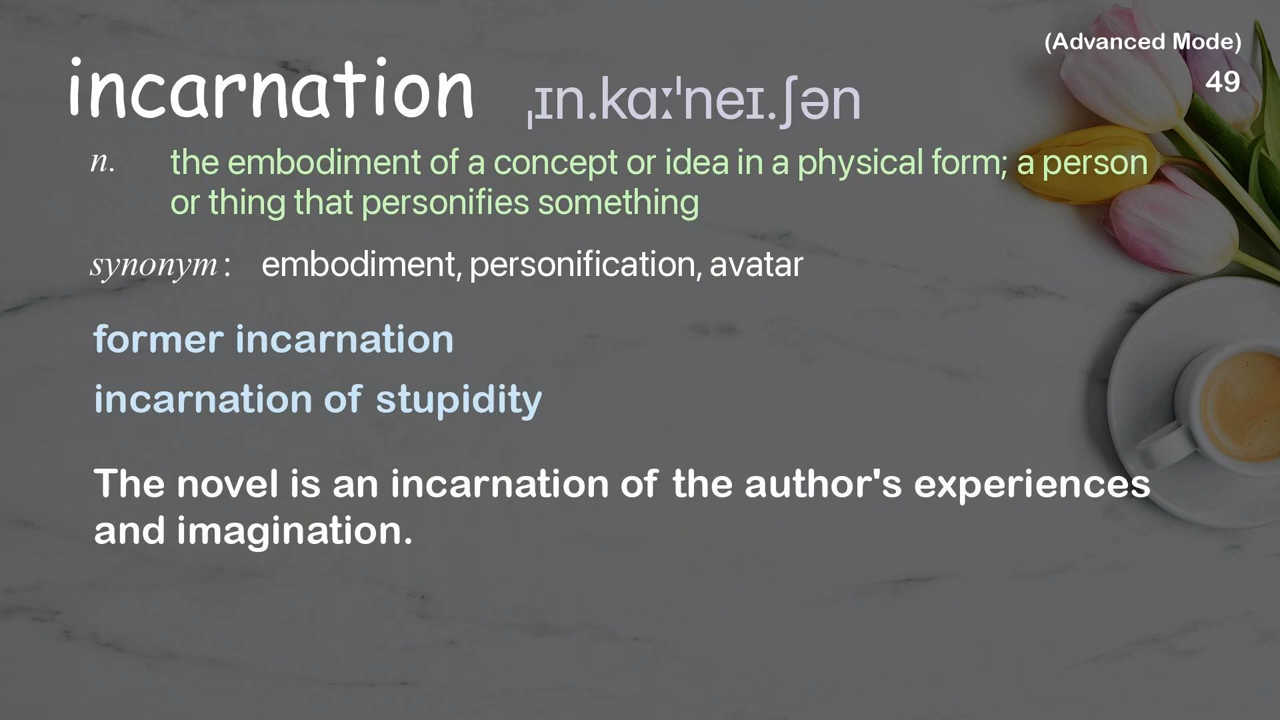 (Advanced Mode)
49
incarnation ˌɪn.kɑːˈneɪ.ʃən
n. the embodiment of a concept or idea in a physical form; a person
or thing that personifies something
synonym : embodiment, personification, avatar
former incarnation
incarnation of stupidity
The novel is an incarnation of the author's experiences
and imagination.